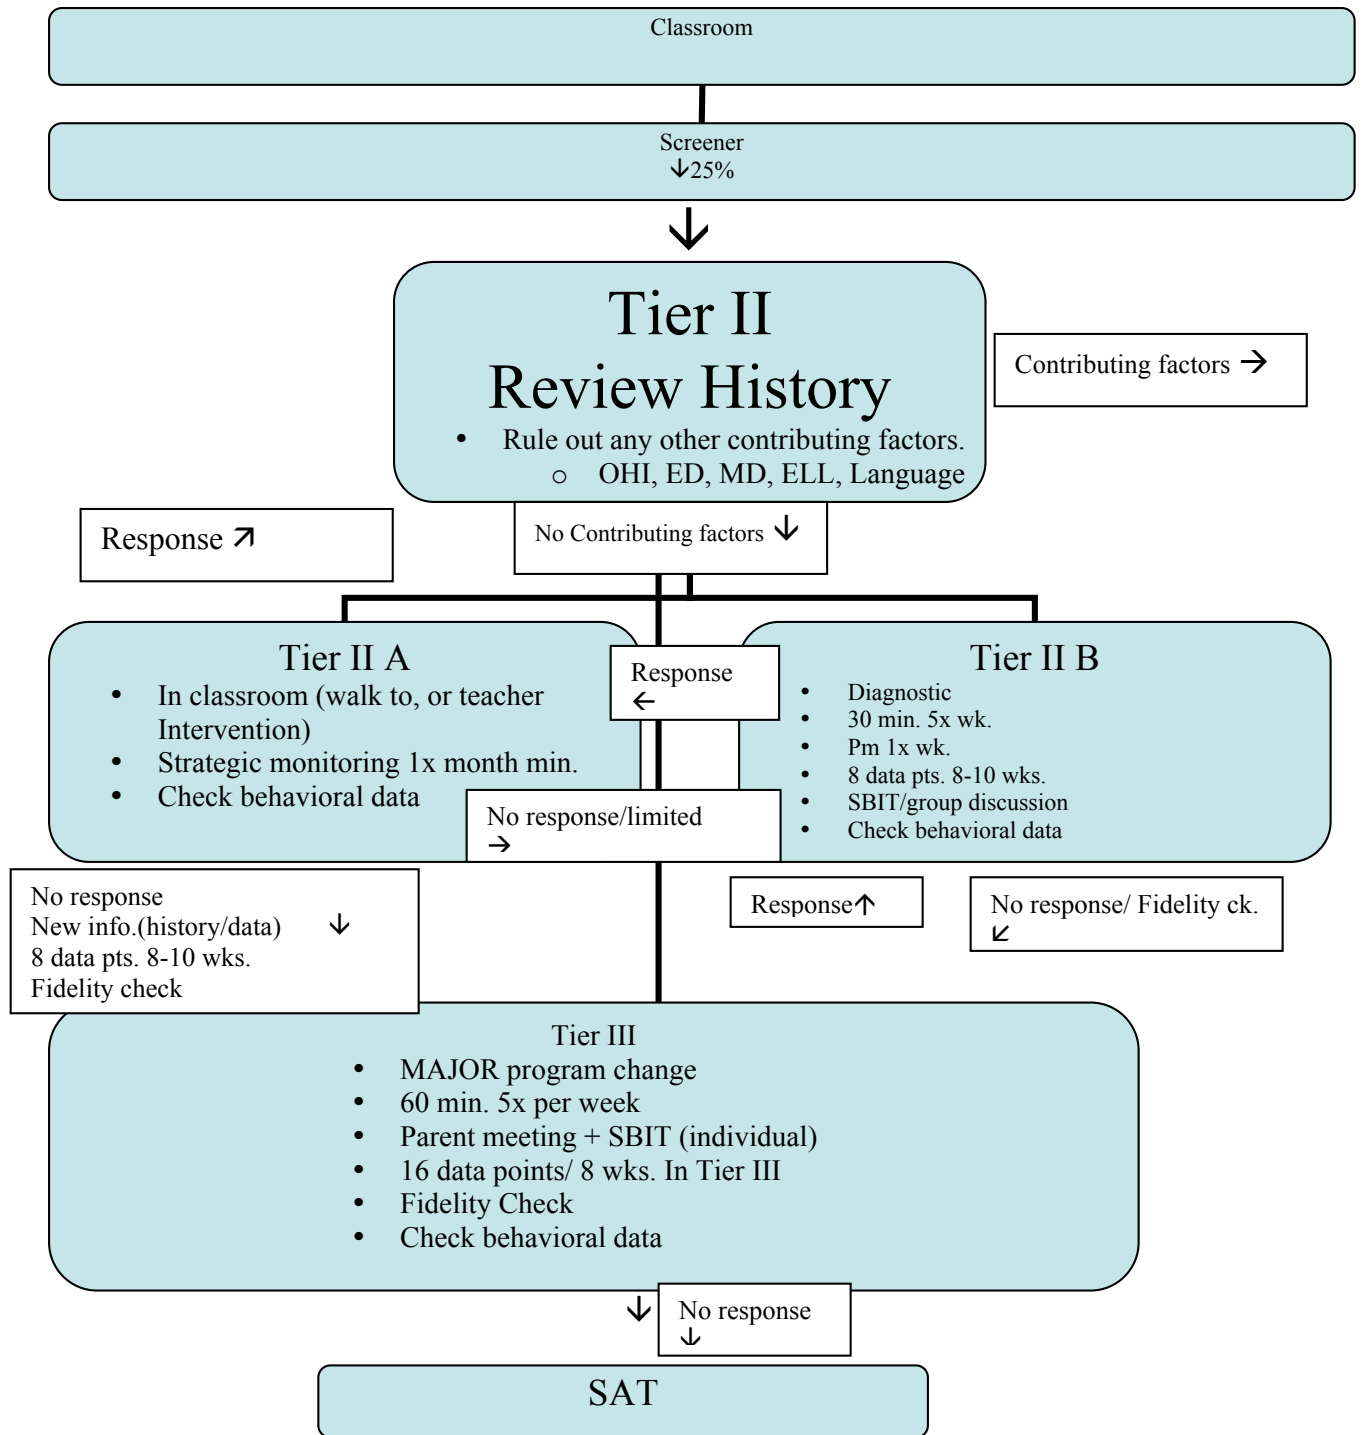 Classroom
Screener
↓25%
Tier II
Review History
• Rule out any other contributing factors.
o OHI, ED, MD, ELL, Language
Contributing factors →
Response ↗
No Contributing factors ↓
Tier II A
• In classroom (walk to, or teacher
Intervention)
• Strategic monitoring 1x month min.
• Check behavioral data
Response
←
No response/limited
→
Tier II B
• Diagnostic
• 30 min. 5x wk.
• Pm 1x wk.
• 8 data pts. 8-10 wks.
• SBIT/group discussion
• Check behavioral data
No response
New info.(history/data) ↓
8 data pts. 8-10 wks.
Fidelity check
Response↑
No response/ Fidelity ck.
↙
Tier III
• MAJOR program change
• 60 min. 5x per week
• Parent meeting + SBIT (individual)
• 16 data points/ 8 wks. In Tier III
• Fidelity Check
• Check behavioral data
↓
No response
↓
SAT